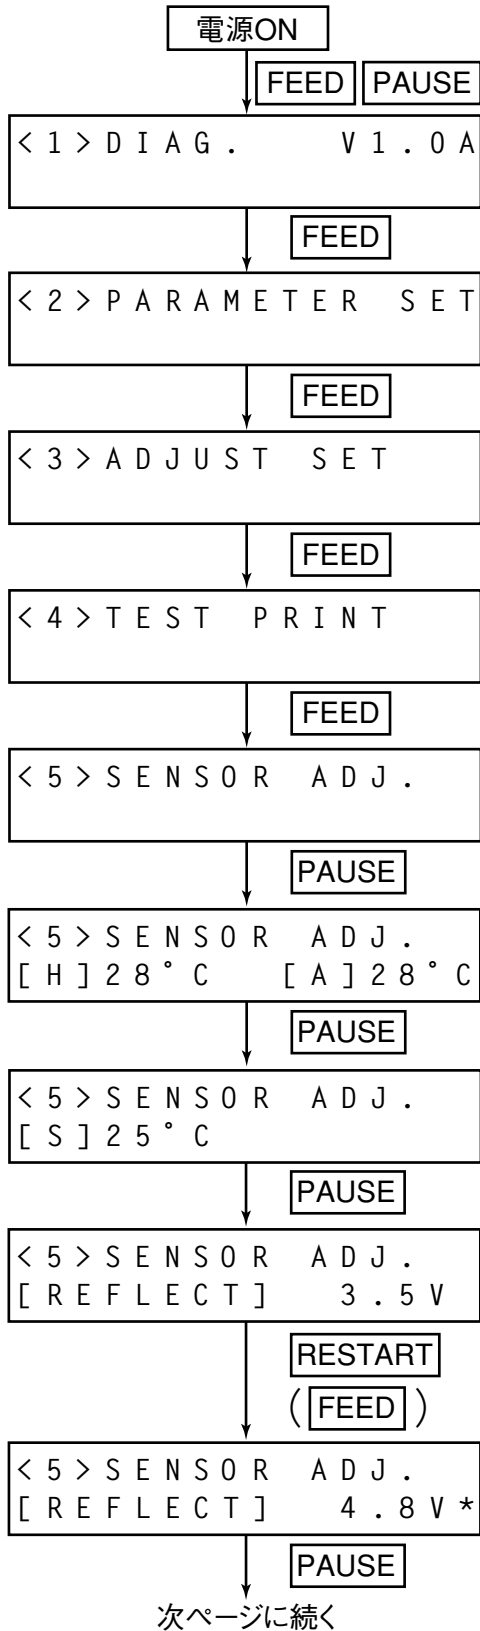 電源ON
FEED PAUSE
<1>DIAG. V1.0A
FEED
<2>PARAMETER SET
FEED
<3>ADJUST SET
FEED
<4>TEST PRINT
FEED
<5>SENSOR ADJ.
PAUSE
<5>SENSOR ADJ.
[H]28°C [A]28°C
PAUSE
<5>SENSOR ADJ.
[S]25°C
PAUSE
<5>SENSOR ADJ.
[REFLECT] 3.5V
RESTART
(FEED)
<5>SENSOR ADJ.
[REFLECT] 4.8V*
PAUSE
次ページに続く